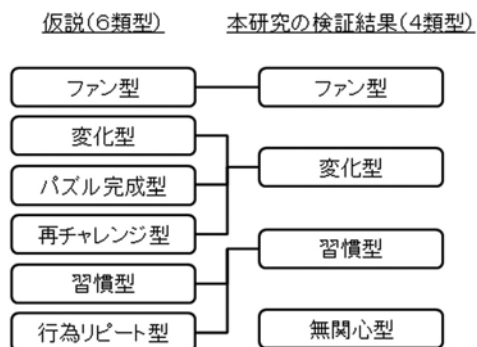 仮説(6類型)
本研究の検証結果(4類型)
ファン型
ファン型
変化型
パズル完成型
変化型
再チャレンジ型
習慣型
習慣型
行為リピート型
無関心型